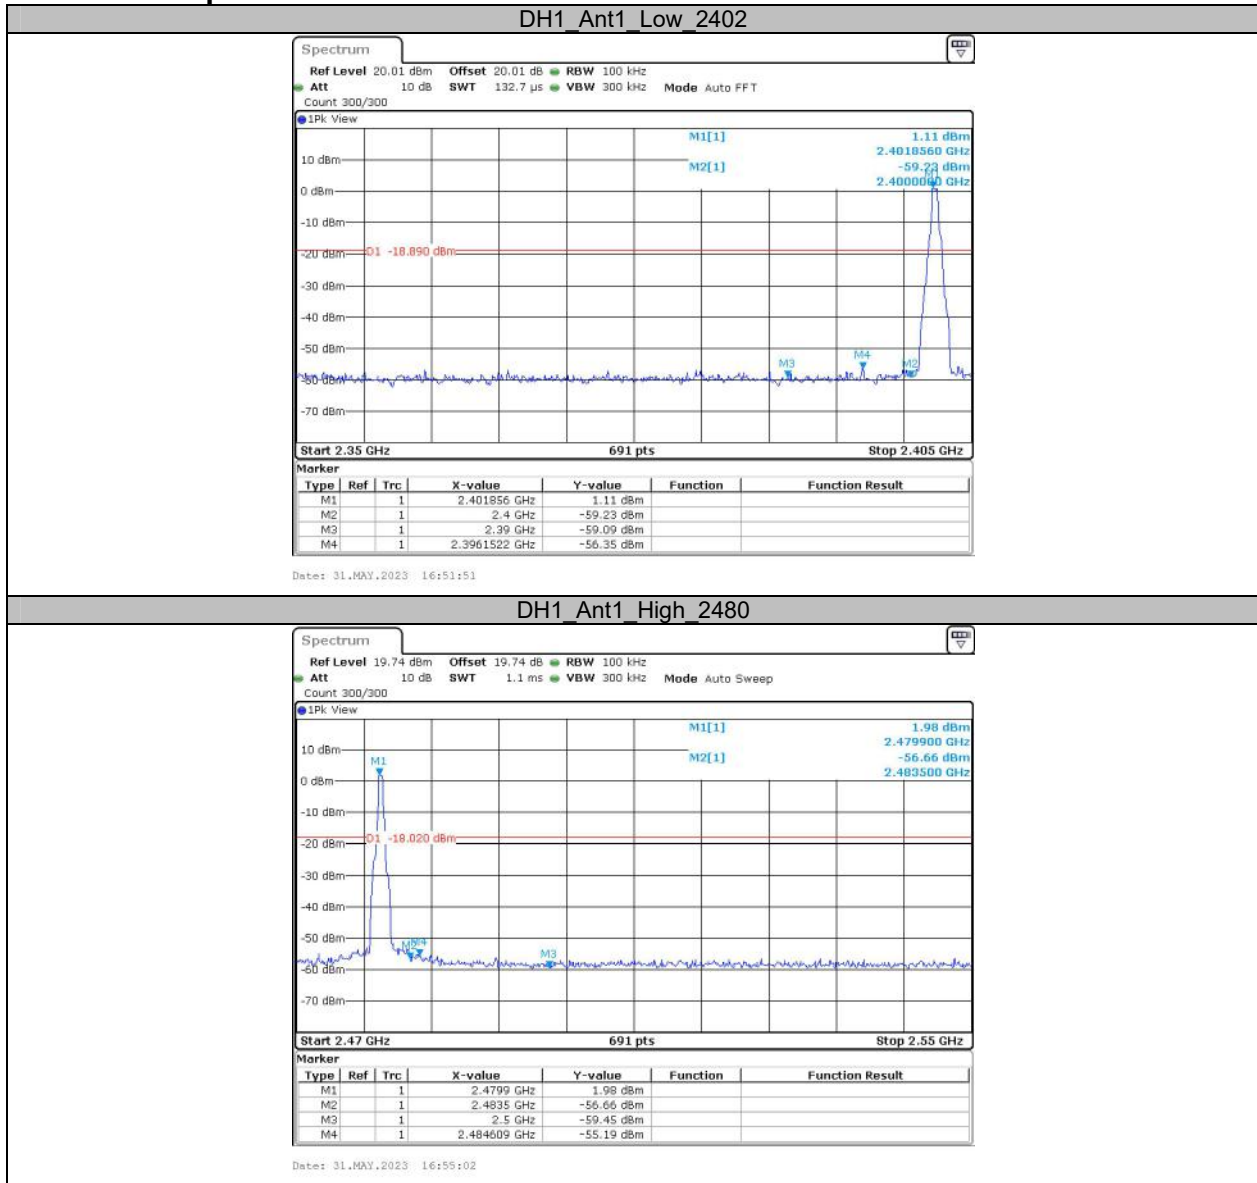 DH1_Ant1_Low_2402
Spectrum
Ref Level 20.01 dBm Offset 20.01 dB RBW 100 kHz
Att 10 dB SWT 132.7 µs VBW 300 kHz Mode Auto FFT
Count 300/300
1Pk View
M1[1] 1.11 dBm
2.4018560 GHz
10 dBm
M2[1] -59.23 dBm
2.4000000 GHz
M1
0 dBm
-10 dBm
-20 dBm
D1 -18.890 dBm
-30 dBm
-40 dBm
-50 dBm
M3 M4 M2
-60 dBm
-70 dBm
Start 2.35 GHz 691 pts Stop 2.405 GHz
Marker
Type Ref Trc X-value Y-value Function Function Result
M1 1 2.401856 GHz 1.11 dBm
M2 1 2.4 GHz -59.23 dBm
M3 1 2.39 GHz -59.09 dBm
M4 1 2.3961522 GHz -56.35 dBm
Date: 31.MAY.2023 16:51:51
DH1_Ant1_High_2480
Spectrum
Ref Level 19.74 dBm Offset 19.74 dB RBW 100 kHz
Att 10 dB SWT 1.1 ms VBW 300 kHz Mode Auto Sweep
Count 300/300
1Pk View
M1[1] 1.98 dBm
2.479900 GHz
10 dBm
M2[1] -56.66 dBm
2.483500 GHz
M1
0 dBm
-10 dBm
-20 dBm
D1 -18.020 dBm
-30 dBm
-40 dBm
-50 dBm
M2 M4 M3
-60 dBm
-70 dBm
Start 2.47 GHz 691 pts Stop 2.55 GHz
Marker
Type Ref Trc X-value Y-value Function Function Result
M1 1 2.4799 GHz 1.98 dBm
M2 1 2.4835 GHz -56.66 dBm
M3 1 2.5 GHz -59.45 dBm
M4 1 2.484609 GHz -55.19 dBm
Date: 31.MAY.2023 16:55:02